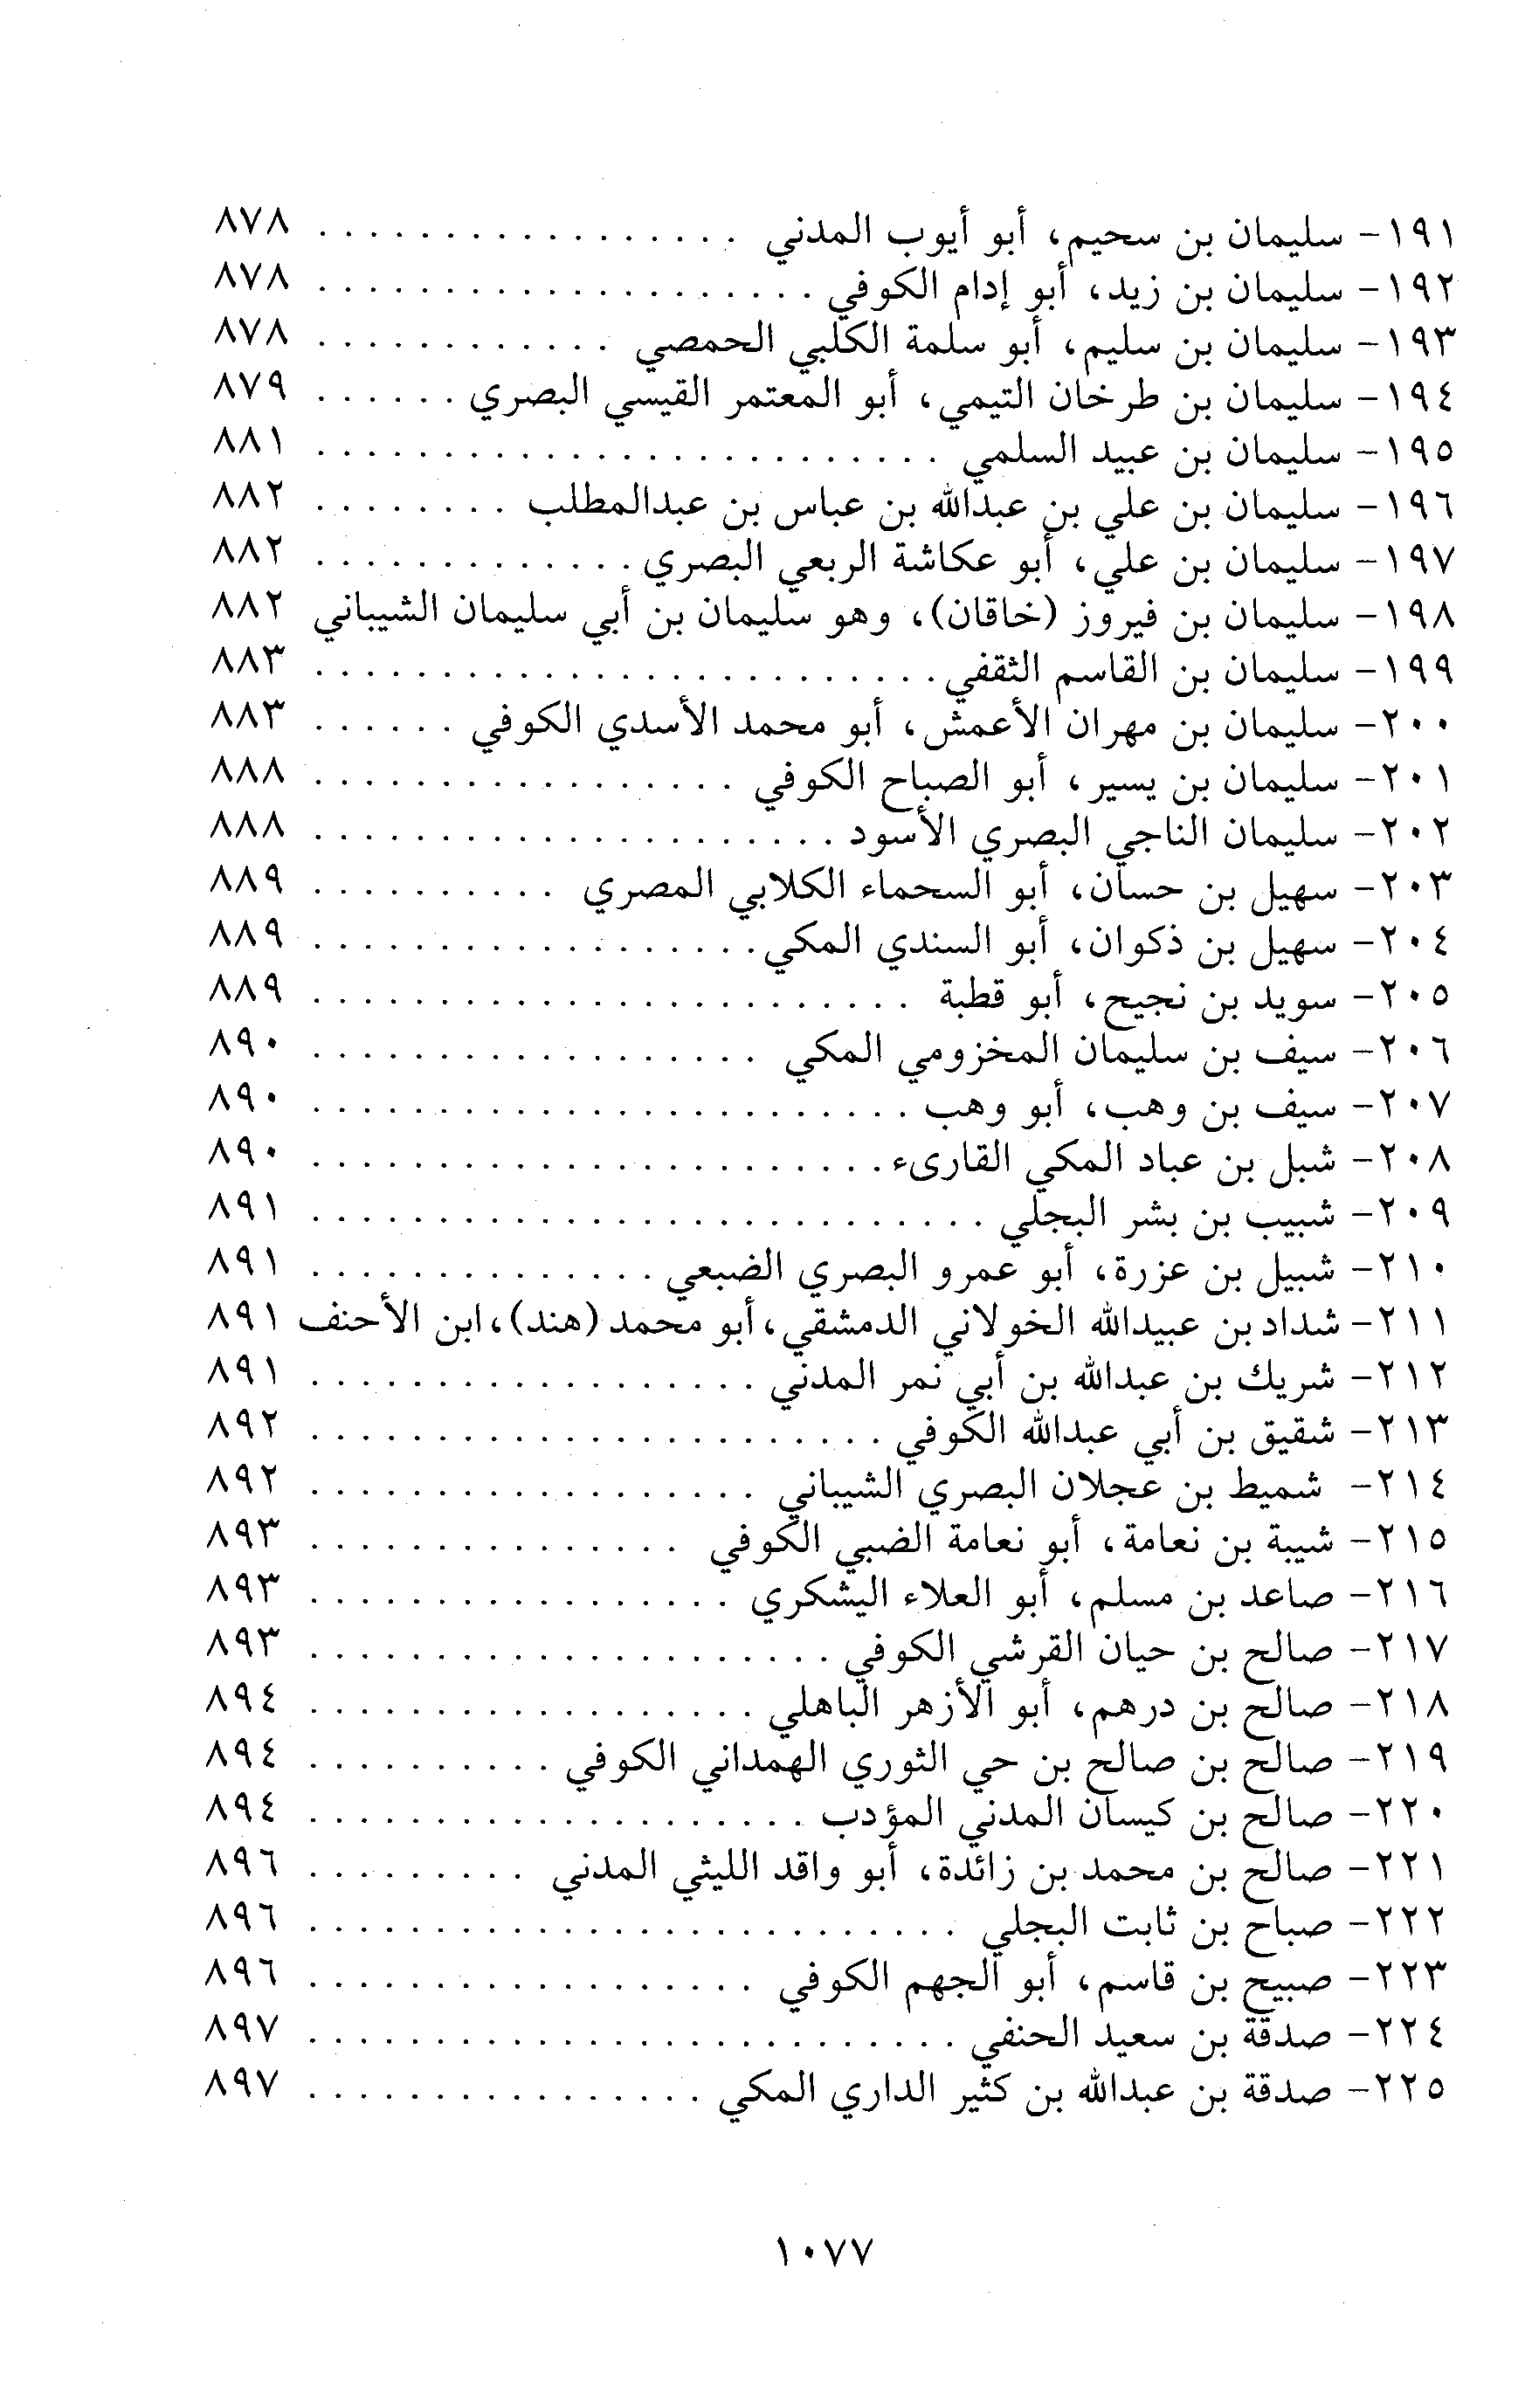 ١٩١- سليمان بن سحيم، أبو أيوب المدني . . . . . . . . . . . . . . . . . ٨٧٨
١٩٢- سليمان بن زيد، أبو إدام الكوفي . . . . . . . . . . . . . . . . . . . . ٨٧٨
١٩٣- سليمان بن سليم، أبو سلمة الكلبي الحمصي . . . . . . . . . . . . ٨٧٨
١٩٤- سليمان بن طرخان التيمي، أبو المعتمر القيسي البصري . . . . . . ٨٧٩
١٩٥- سليمان بن عبيد السلمي . . . . . . . . . . . . . . . . . . . . . . . . . ٨٨١
١٩٦- سليمان بن علي بن عبدالله بن عباس بن عبدالمطلب . . . . . . . . ٨٨٢
١٩٧- سليمان بن علي، أبو عكاشة الربعي البصري . . . . . . . . . . . . . ٨٨٢
١٩٨- سليمان بن فيروز (خاقان)، وهو سليمان بن أبي سليمان الشيباني ٨٨٢
١٩٩- سليمان بن القاسم الثقفي . . . . . . . . . . . . . . . . . . . . . . . . . ٨٨٣
٢٠٠- سليمان بن مهران الأعمش، أبو محمد الأسدي الكوفي . . . . . . ٨٨٣
٢٠١- سليمان بن يسير، أبو الصباح الكوفي . . . . . . . . . . . . . . . . . ٨٨٨
٢٠٢- سليمان الناجي البصري الأسود . . . . . . . . . . . . . . . . . . . . . ٨٨٨
٢٠٣- سهيل بن حسان، أبو السحماء الكلابي المصري . . . . . . . . . . ٨٨٩
٢٠٤- سهيل بن ذكوان، أبو السندي المكي . . . . . . . . . . . . . . . . . . ٨٨٩
٢٠٥- سويد بن نجيح، أبو قطبة . . . . . . . . . . . . . . . . . . . . . . . . ٨٨٩
٢٠٦- سيف بن سليمان المخزومي المكي . . . . . . . . . . . . . . . . . . ٨٩٠
٢٠٧- سيف بن وهب، أبو وهب . . . . . . . . . . . . . . . . . . . . . . . . ٨٩٠
٢٠٨- شبل بن عباد المكي القارىء . . . . . . . . . . . . . . . . . . . . . . . ٨٩٠
٢٠٩- شبيب بن بشر البجلي . . . . . . . . . . . . . . . . . . . . . . . . . . . ٨٩١
٢١٠- شبيل بن عزرة، أبو عمرو البصري الضبعي . . . . . . . . . . . . . . ٨٩١
٢١١- شداد بن عبيدالله الخولاني الدمشقي، أبو محمد (هند)، ابن الأحنف ٨٩١
٢١٢- شريك بن عبدالله بن أبي نمر المدني . . . . . . . . . . . . . . . . . . ٨٩١
٢١٣- شقيق بن أبي عبدالله الكوفي . . . . . . . . . . . . . . . . . . . . . . . ٨٩٢
٢١٤- شميط بن عجلان البصري الشيباني . . . . . . . . . . . . . . . . . . ٨٩٢
٢١٥- شيبة بن نعامة، أبو نعامة الضبي الكوفي . . . . . . . . . . . . . . . ٨٩٣
٢١٦- صاعد بن مسلم، أبو العلاء اليشكري . . . . . . . . . . . . . . . . . ٨٩٣
٢١٧- صالح بن حيان القرشي الكوفي . . . . . . . . . . . . . . . . . . . . . ٨٩٣
٢١٨- صالح بن درهم، أبو الأزهر الباهلي . . . . . . . . . . . . . . . . . . ٨٩٤
٢١٩- صالح بن صالح بن حي الثوري الهمداني الكوفي . . . . . . . . . . ٨٩٤
٢٢٠- صالح بن كيسان المدني المؤدب . . . . . . . . . . . . . . . . . . . . ٨٩٤
٢٢١- صالح بن محمد بن زائدة، أبو واقد الليثي المدني . . . . . . . . . ٨٩٦
٢٢٢- صباح بن ثابت البجلي . . . . . . . . . . . . . . . . . . . . . . . . . . ٨٩٦
٢٢٣- صبيح بن قاسم، أبو الجهم الكوفي . . . . . . . . . . . . . . . . . . ٨٩٦
٢٢٤- صدقة بن سعيد الحنفي . . . . . . . . . . . . . . . . . . . . . . . . . . ٨٩٧
٢٢٥- صدقة بن عبدالله بن كثير الداري المكي . . . . . . . . . . . . . . . . ٨٩٧
١٠٧٧